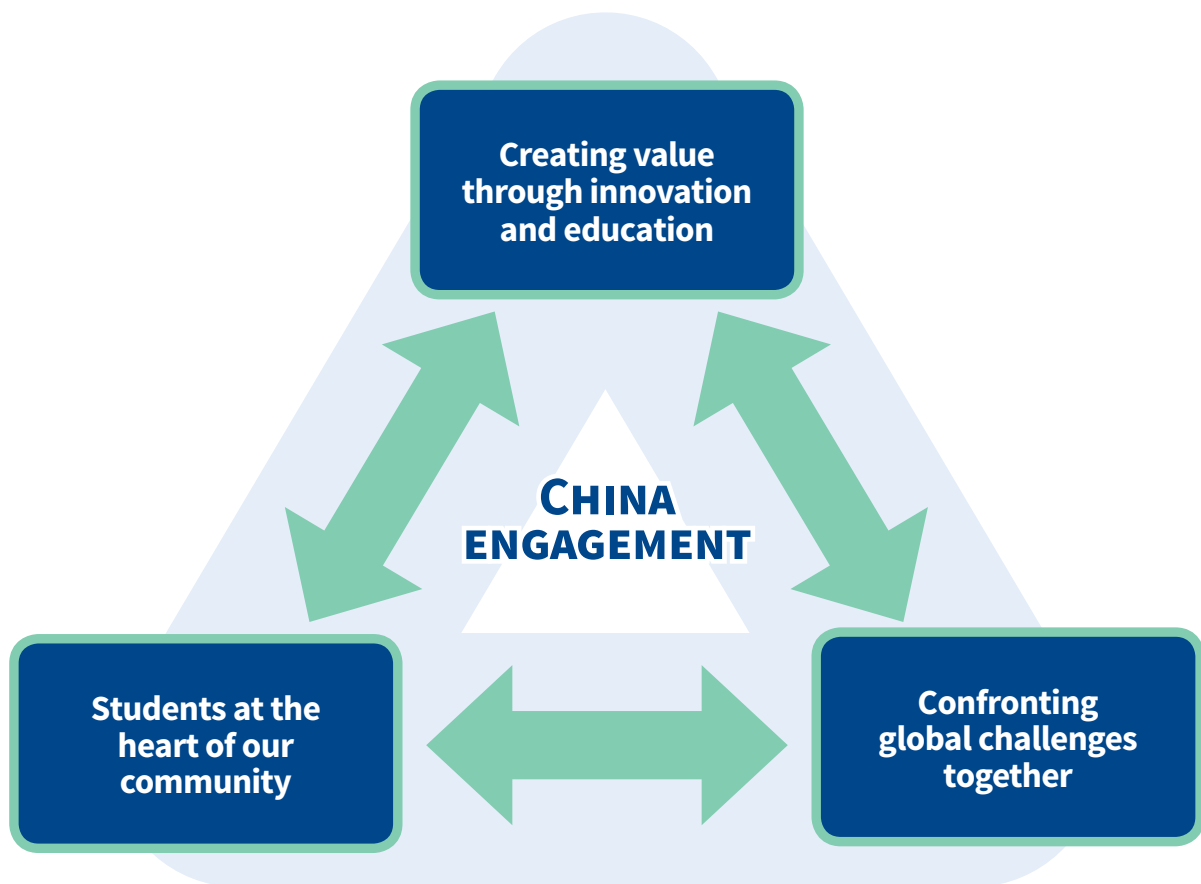 Creating value
through innovation
and education
CHINA
ENGAGEMENT
Students at the
heart of our
community
Confronting
global challenges
together